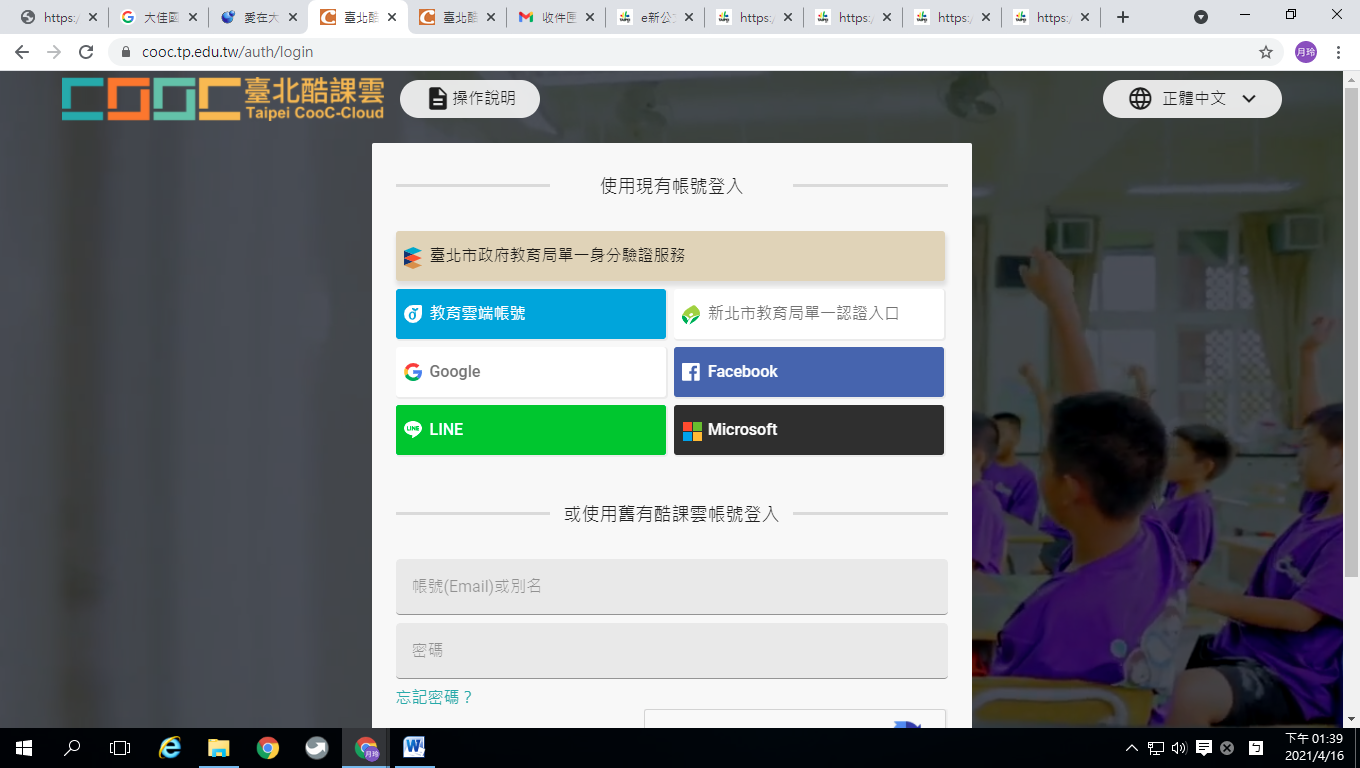 https:/
大佳國
愛在大
臺北酷
臺北酷
收件匣
e新公文
https:/
https:/
https:/
https:/
cooc.tp.edu.tw/auth/login
月玲
COOC 臺北酷課雲
Taipei CooC-Cloud
操作說明
正體中文
使用現有帳號登入
臺北市政府教育局單一身分驗證服務
教育雲端帳號
新北市教育局單一認證入口
Google
Facebook
LINE
Microsoft
或使用舊有酷課雲帳號登入
帳號(Email)或別名
密碼
忘記密碼？
月玲
下午 01:39
2021/4/16